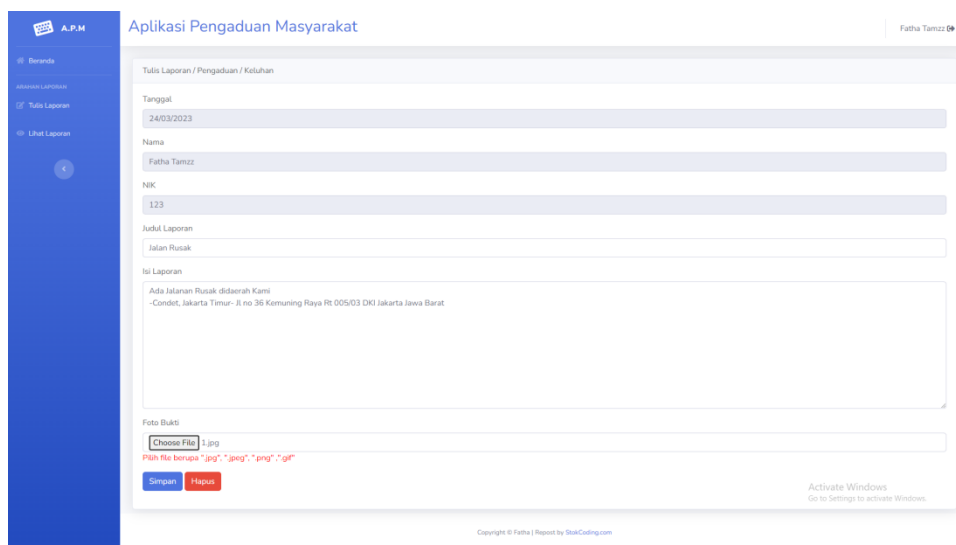 A.P.M
Aplikasi Pengaduan Masyarakat
Fatha Tamzz
Beranda
ARAHAN LAPORAN
Tulis Laporan
Lihat Laporan
Tulis Laporan / Pengaduan / Keluhan
Tanggal
24/03/2023
Nama
Fatha Tamzz
NIK
123
Judul Laporan
Jalan Rusak
Isi Laporan
Ada Jalanan Rusak didaerah Kami
-Condet, Jakarta Timur- Jl no 36 Kemuning Raya Rt 005/03 DKI Jakarta Jawa Barat
Foto Bukti
Choose File 1.jpg
Pilih file berupa ".jpg", ".jpeg", ".png" ,".gif"
Simpan Hapus
Activate Windows
Go to Settings to activate Windows.
Copyright © Fatha | Repost by StokCoding.com